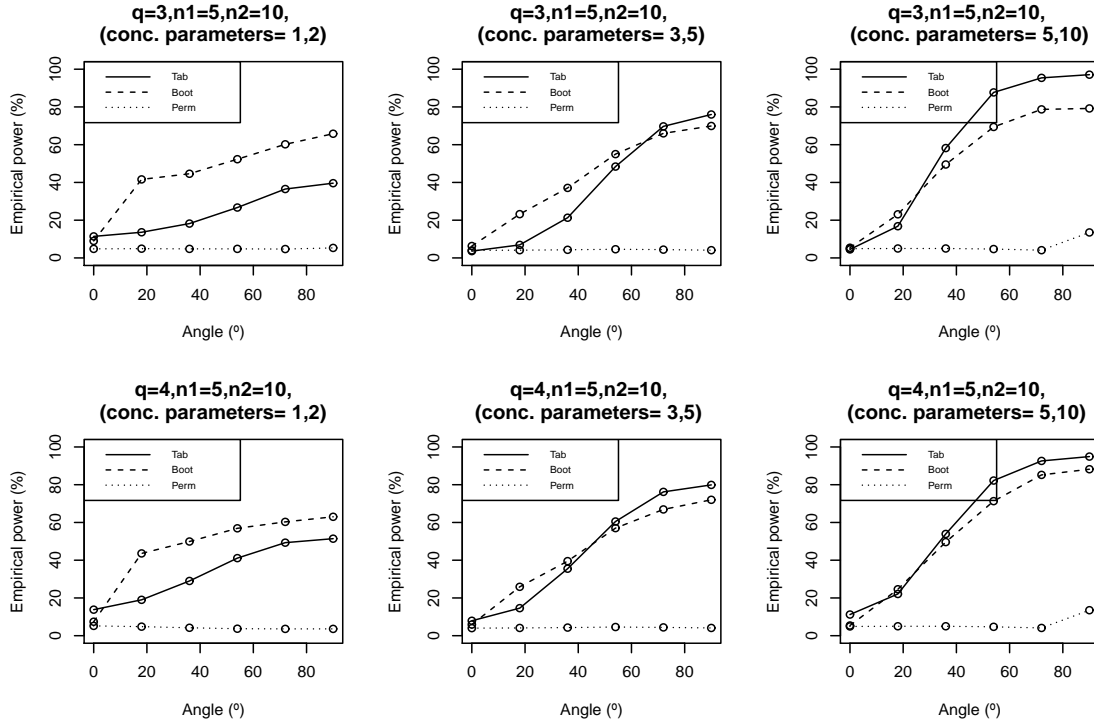 q=3,n1=5,n2=10,
(conc. parameters= 1,2)
Empirical power (%)
100
80
60
40
20
0
Tab
Boot
Perm
0 20 40 60 80
Angle (º)
q=3,n1=5,n2=10,
(conc. parameters= 3,5)
Empirical power (%)
100
80
60
40
20
0
Tab
Boot
Perm
0 20 40 60 80
Angle (º)
q=3,n1=5,n2=10,
(conc. parameters= 5,10)
Empirical power (%)
100
80
60
40
20
0
Tab
Boot
Perm
0 20 40 60 80
Angle (º)
q=4,n1=5,n2=10,
(conc. parameters= 1,2)
Empirical power (%)
100
80
60
40
20
0
Tab
Boot
Perm
0 20 40 60 80
Angle (º)
q=4,n1=5,n2=10,
(conc. parameters= 3,5)
Empirical power (%)
100
80
60
40
20
0
Tab
Boot
Perm
0 20 40 60 80
Angle (º)
q=4,n1=5,n2=10,
(conc. parameters= 5,10)
Empirical power (%)
100
80
60
40
20
0
Tab
Boot
Perm
0 20 40 60 80
Angle (º)